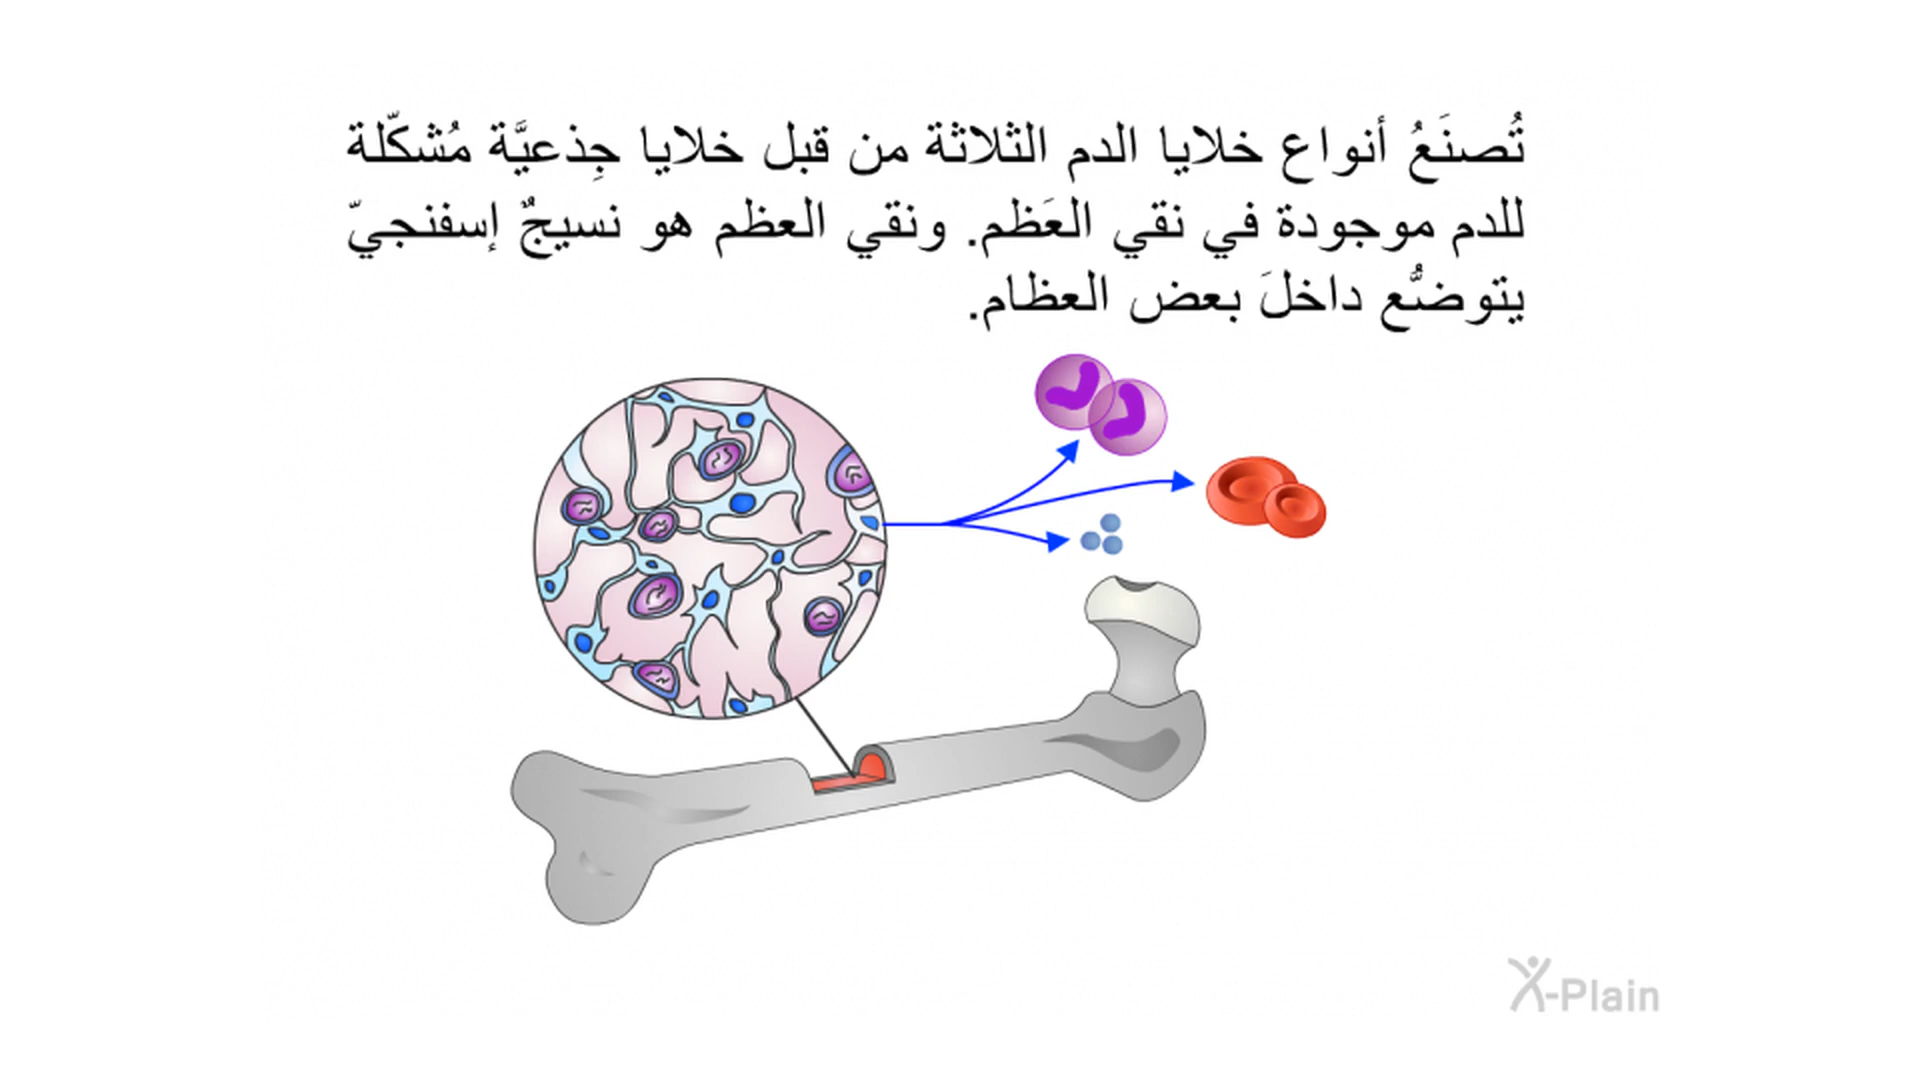 تُصنَعُ أنواع خلايا الدم الثلاثة من قبل خلايا جِذعيَّة مُشكّلة
للدم موجودة في نقي العَظم. ونقي العظم هو نسيجٌ إسفنجيّ
يتوضُّع داخلَ بعض العظام.
X-Plain